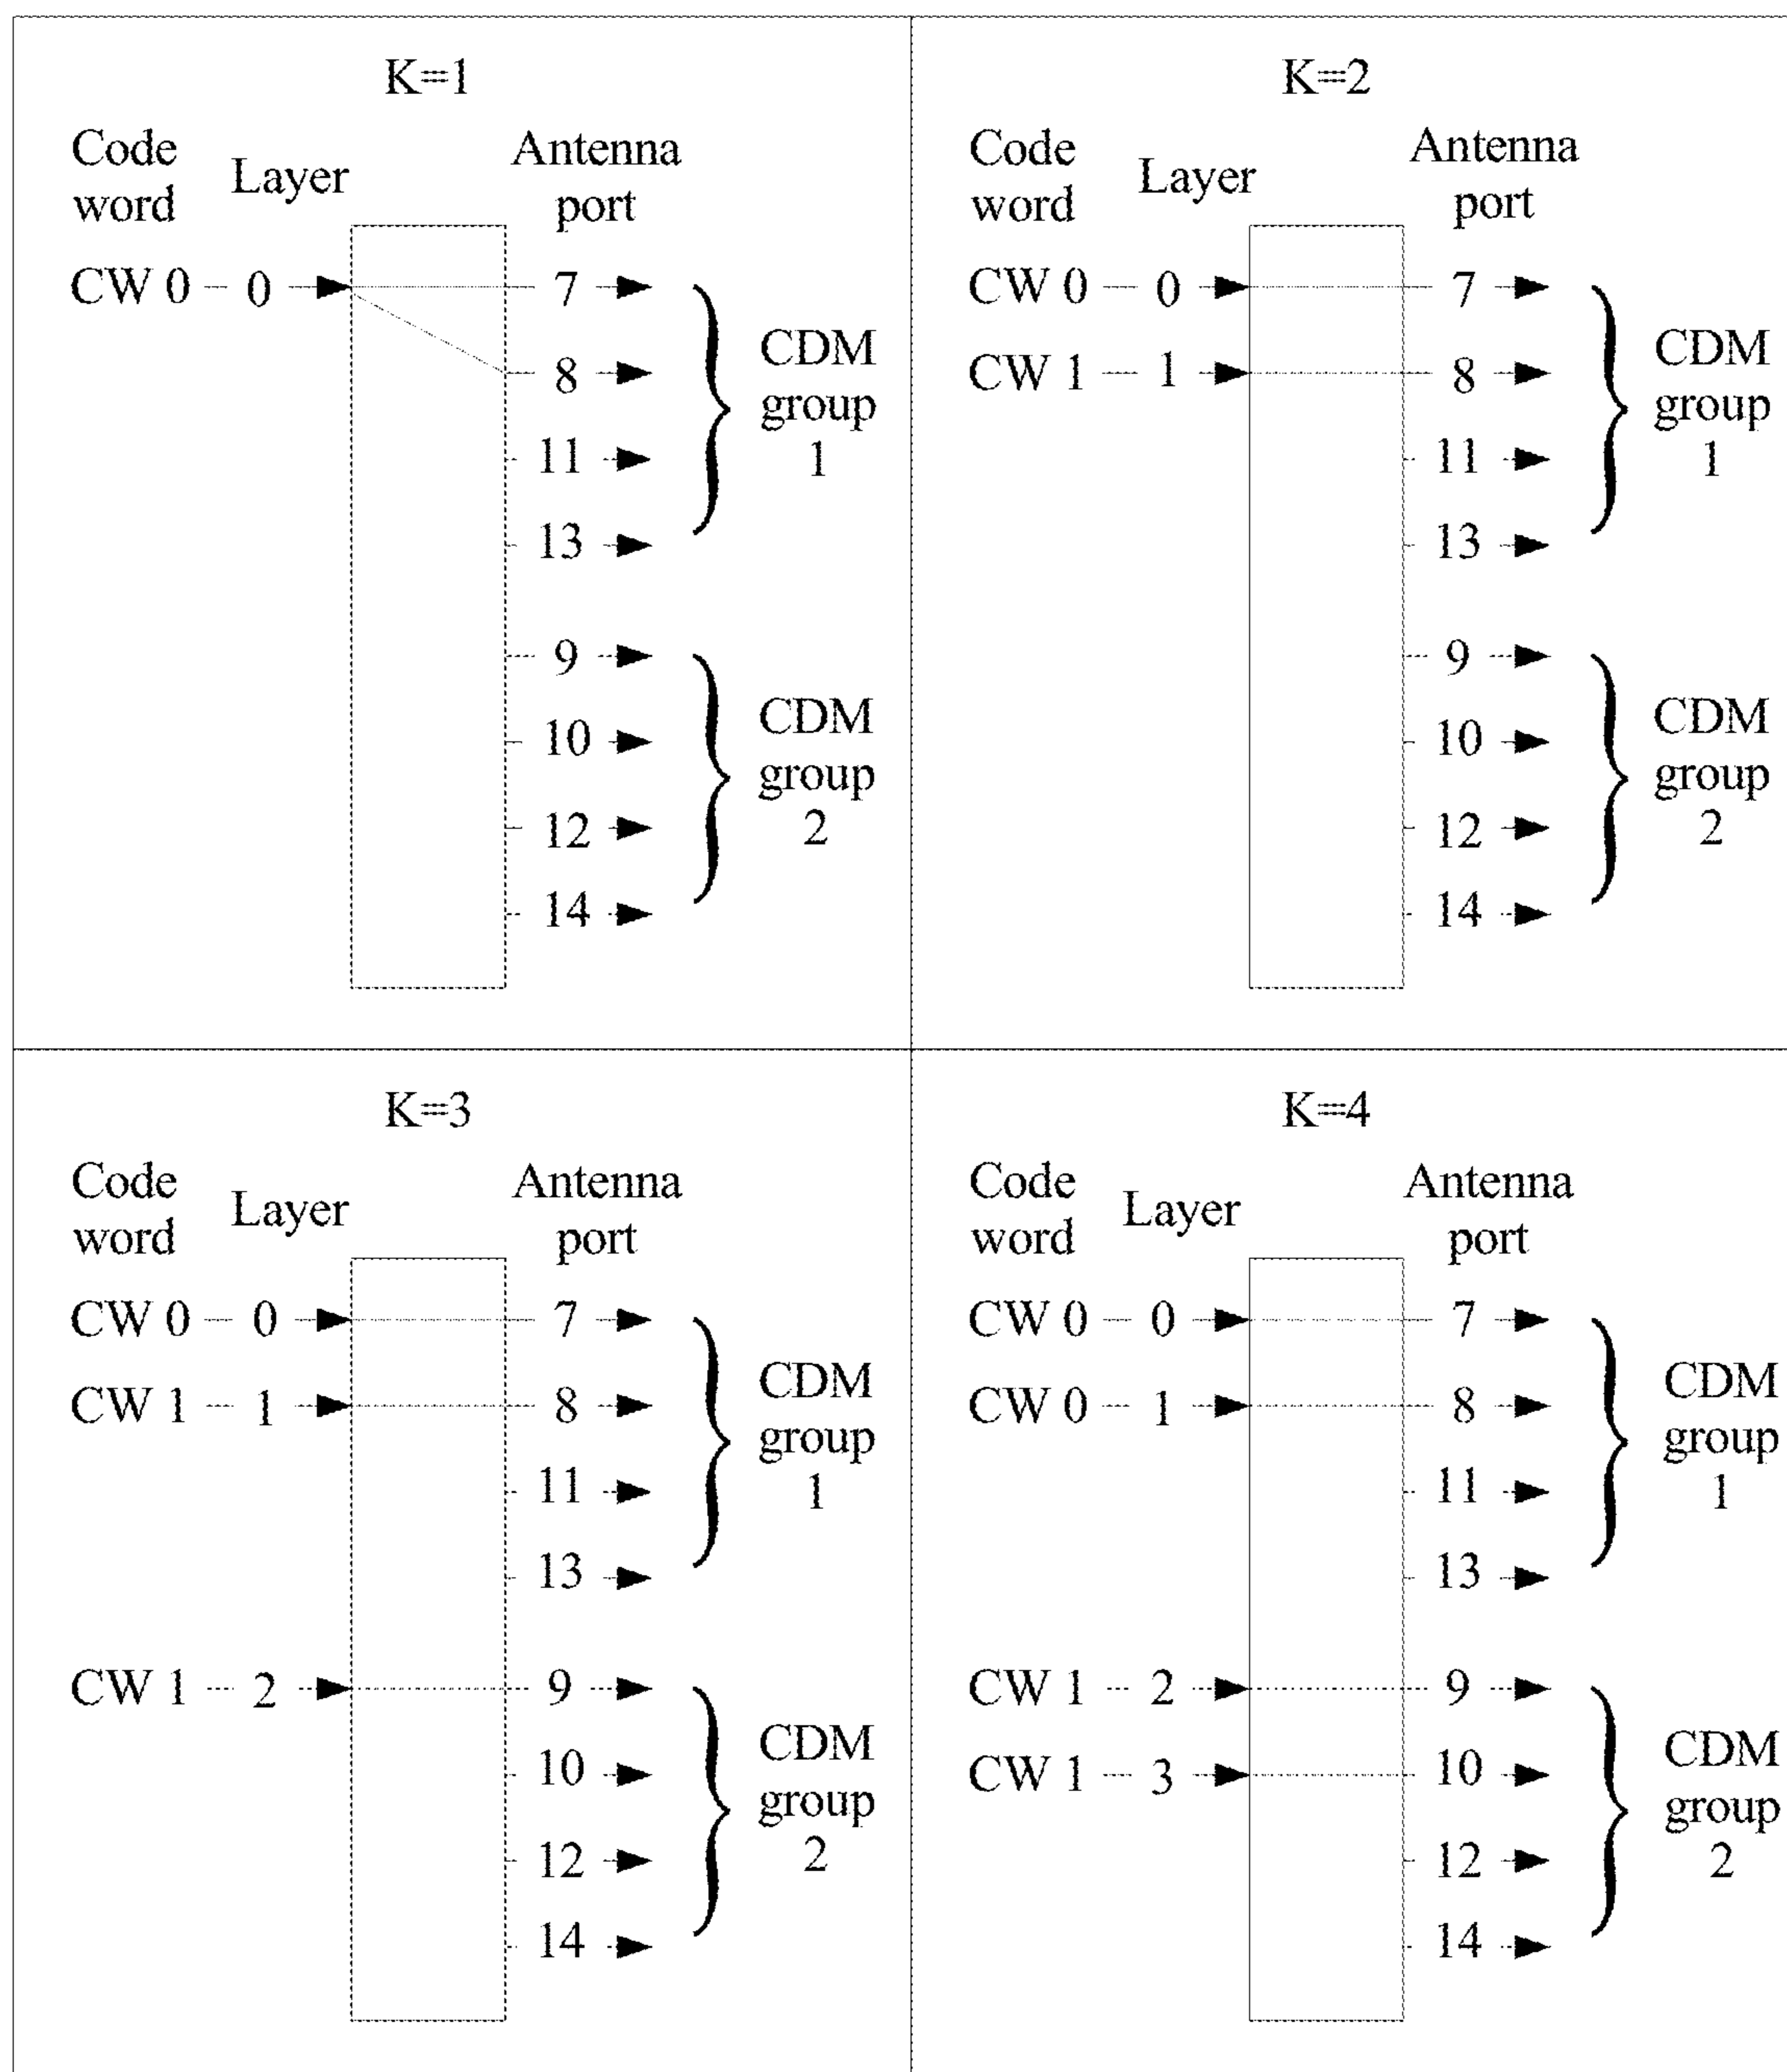 K=1
Code word
Layer
Antenna port
CW 0 0 7
8
11
13
CDM group 1
9
10
12
14
CDM group 2
K=2
Code word
Layer
Antenna port
CW 0 0 7
CW 1 1 8
11
13
CDM group 1
9
10
12
14
CDM group 2
K=3
Code word
Layer
Antenna port
CW 0 0 7
CW 1 1 8
11
13
CDM group 1
CW 1 2 9
10
12
14
CDM group 2
K=4
Code word
Layer
Antenna port
CW 0 0 7
CW 0 1 8
11
13
CDM group 1
CW 1 2 9
CW 1 3 10
12
14
CDM group 2